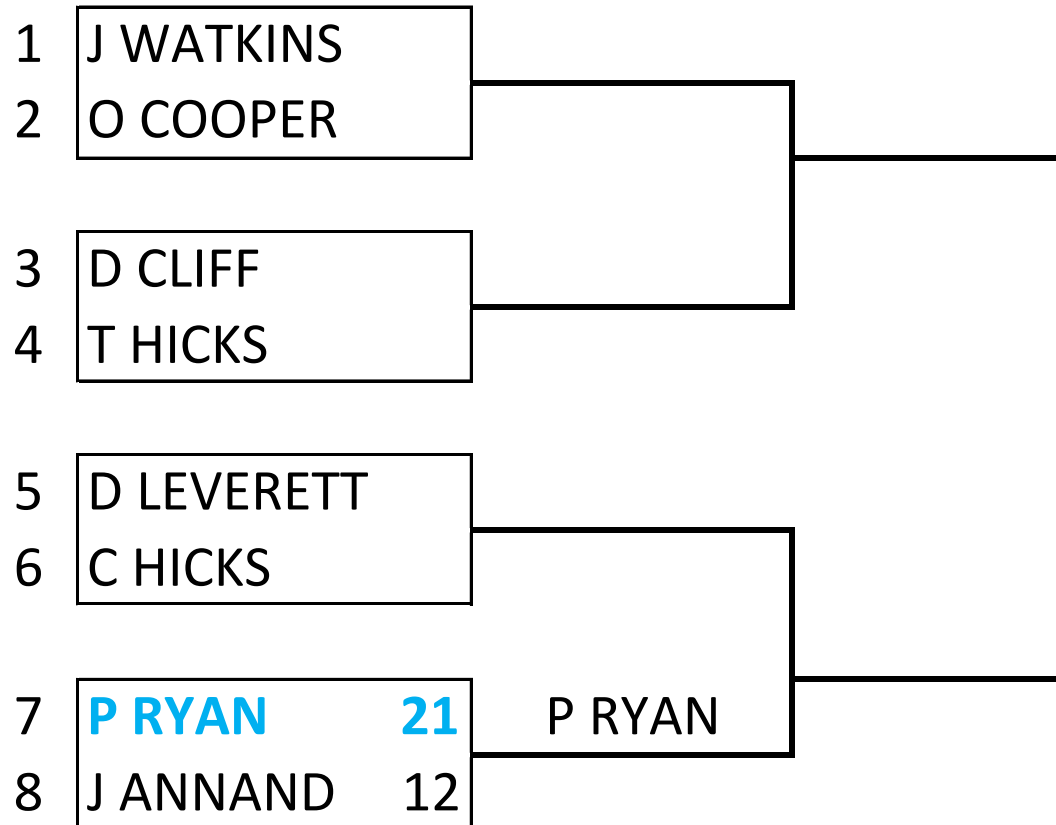 1 J WATKINS
2 O COOPER
3 D CLIFF
4 T HICKS
5 D LEVERETT
6 C HICKS
7 P RYAN 21 P RYAN
8 J ANNAND 12